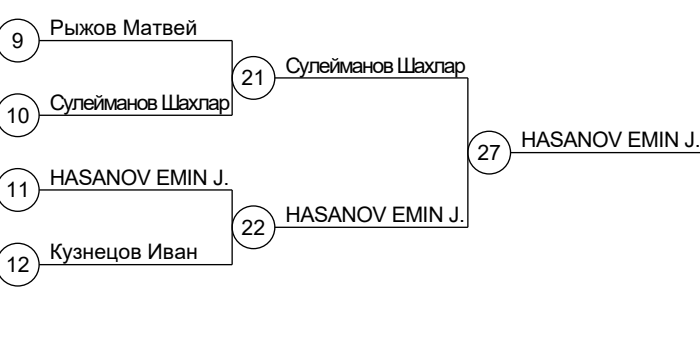 9
Рыжов Матвей
21
Сулейманов Шахлар
10
Сулейманов Шахлар
27
HASANOV EMIN J.
11
HASANOV EMIN J.
22
HASANOV EMIN J.
12
Кузнецов Иван